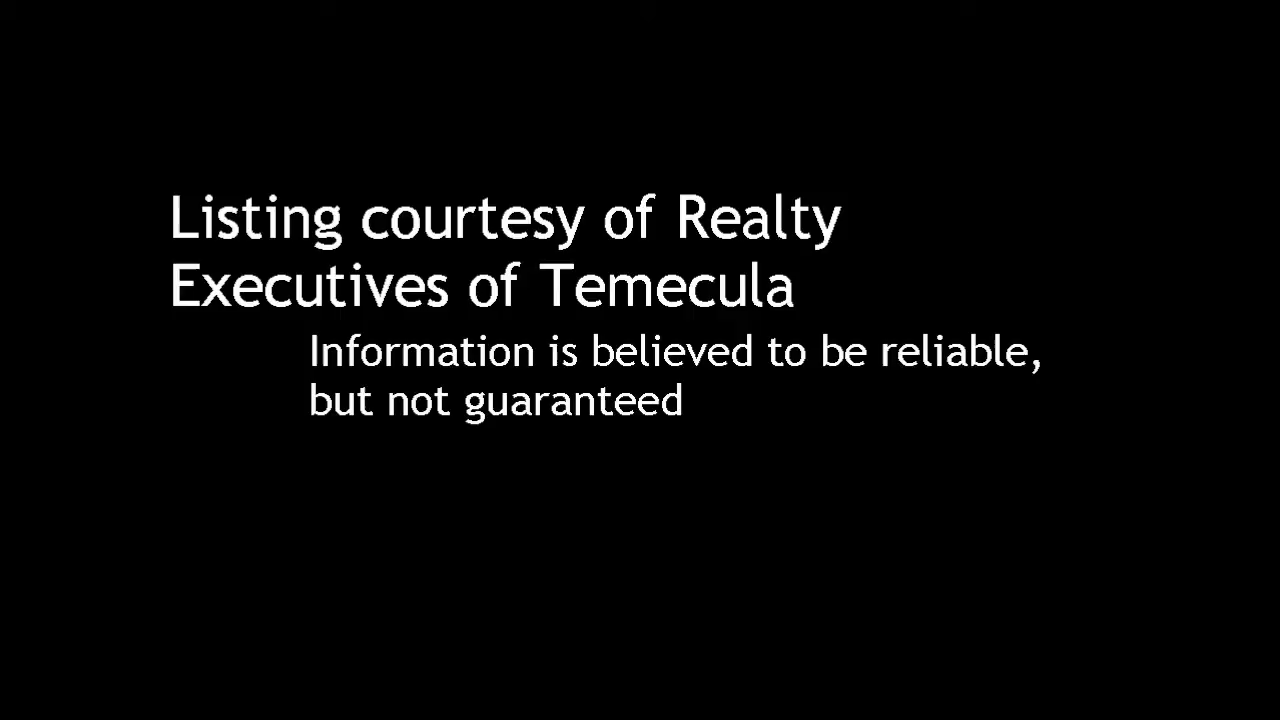 Listing courtesy of Realty
Executives of Temecula
Information is believed to be reliable,
but not guaranteed